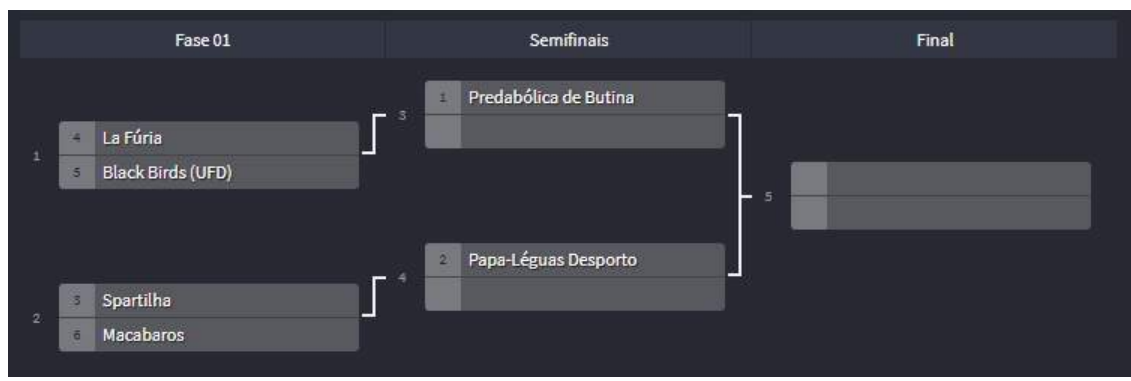 Fase 01
Semifinais
Final
1
4 La Fúria
5 Black Birds (UFD)
2
3 Spartilha
6 Macabaros
3
1 Predabólica de Butina
4
2 Papa-Léguas Desporto
5